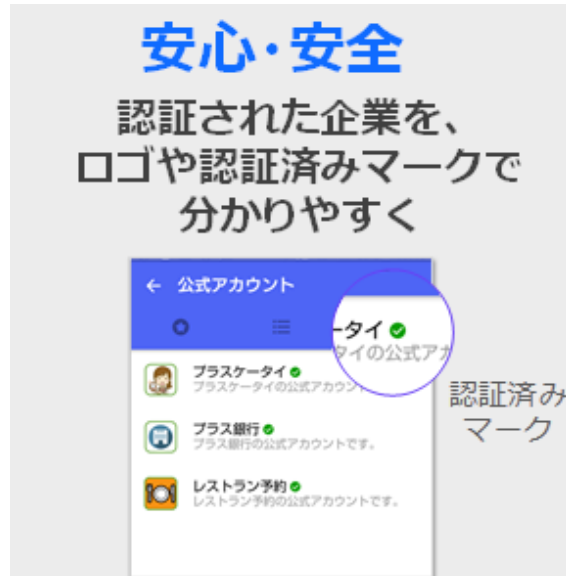 安心・安全
認証された企業を、
ロゴや認証済みマークで
分かりやすく
← 公式アカウント
ータイ
タイの公式ア
プラスケータイ
プラスケータイの公式アカウン
認証済み
マーク
プラス銀行
プラス銀行の公式アカウントです。
レストラン予約
レストラン予約の公式アカウントです。